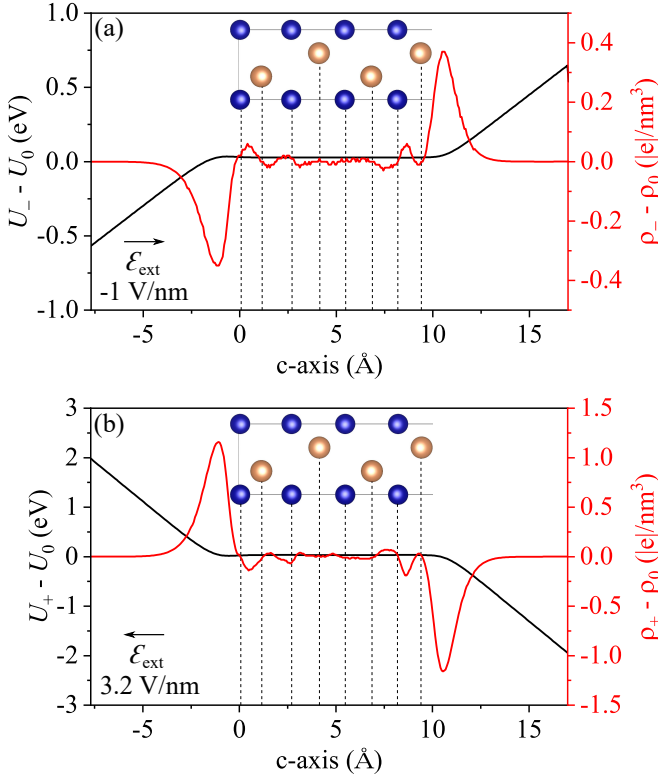 (a)
1.0
0.5
0.0
-0.5
-1.0
U₋ - U₀ (eV)
0.4
0.2
0.0
-0.2
-0.4
ρ₋ - ρ₀ (|e|/nm³)
ℰext
-1 V/nm
-5 0 5 10 15
c-axis (Å)
(b)
3
2
1
0
-1
-2
-3
U₊ - U₀ (eV)
1.5
1.0
0.5
0.0
-0.5
-1.0
-1.5
ρ₊ - ρ₀ (|e|/nm³)
ℰext
3.2 V/nm
-5 0 5 10 15
c-axis (Å)